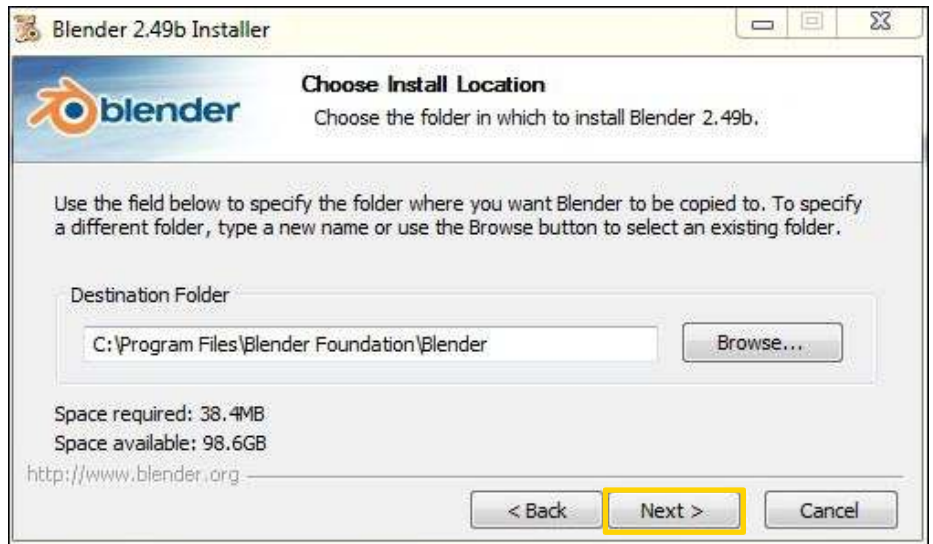 Blender 2.49b Installer
blender
Choose Install Location
Choose the folder in which to install Blender 2.49b.
Use the field below to specify the folder where you want Blender to be copied to. To specify
a different folder, type a new name or use the Browse button to select an existing folder.
Destination Folder
C:\Program Files\Blender Foundation\Blender
Browse...
Space required: 38.4MB
Space available: 98.6GB
http://www.blender.org
< Back
Next >
Cancel